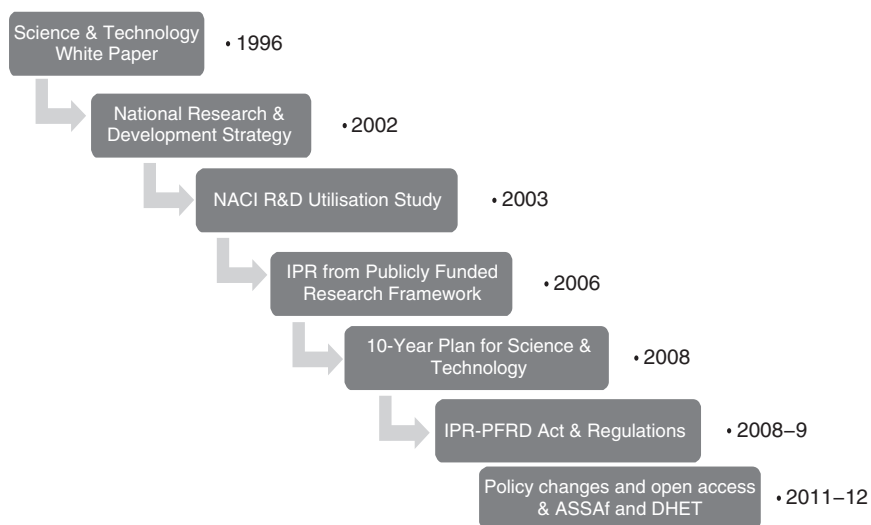 Science & Technology
White Paper
• 1996
National Research &
Development Strategy
• 2002
NACI R&D Utilisation Study
• 2003
IPR from Publicly Funded
Research Framework
• 2006
10-Year Plan for Science &
Technology
• 2008
IPR-PFRD Act & Regulations
• 2008–9
Policy changes and open access
& ASSAf and DHET
• 2011–12